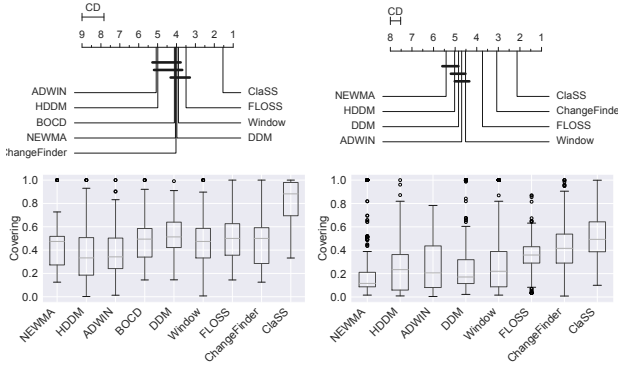 CD
9 8 7 6 5 4 3 2 1
ADWIN
HDDM
BOCD
NEWMA
ChangeFinder
ClaSS
FLOSS
Window
DDM
CD
8 7 6 5 4 3 2 1
NEWMA
HDDM
DDM
ADWIN
ClaSS
ChangeFinder
FLOSS
Window
Covering
1.0
0.8
0.6
0.4
0.2
0.0
NEWMA
HDDM
ADWIN
BOCD
DDM
Window
FLOSS
ChangeFinder
ClaSS
Covering
1.0
0.8
0.6
0.4
0.2
0.0
NEWMA
HDDM
ADWIN
DDM
Window
FLOSS
ChangeFinder
ClaSS